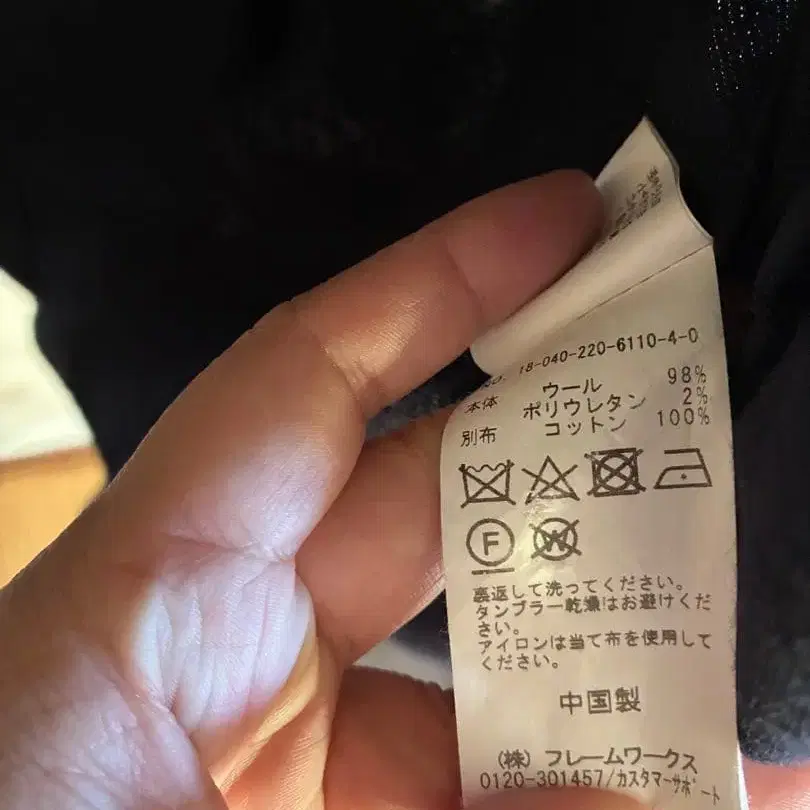 18-040-220-6110-4-0
本体 ウール 98%
ポリウレタン 2%
別布 コットン 100%
F W
裏返して洗ってください。
タンブラー乾燥はお避けくだ
さい。
アイロンは当て布を使用して
ください。
中国製
(株) フレームワークス
0120-301457/カスタマーサポート